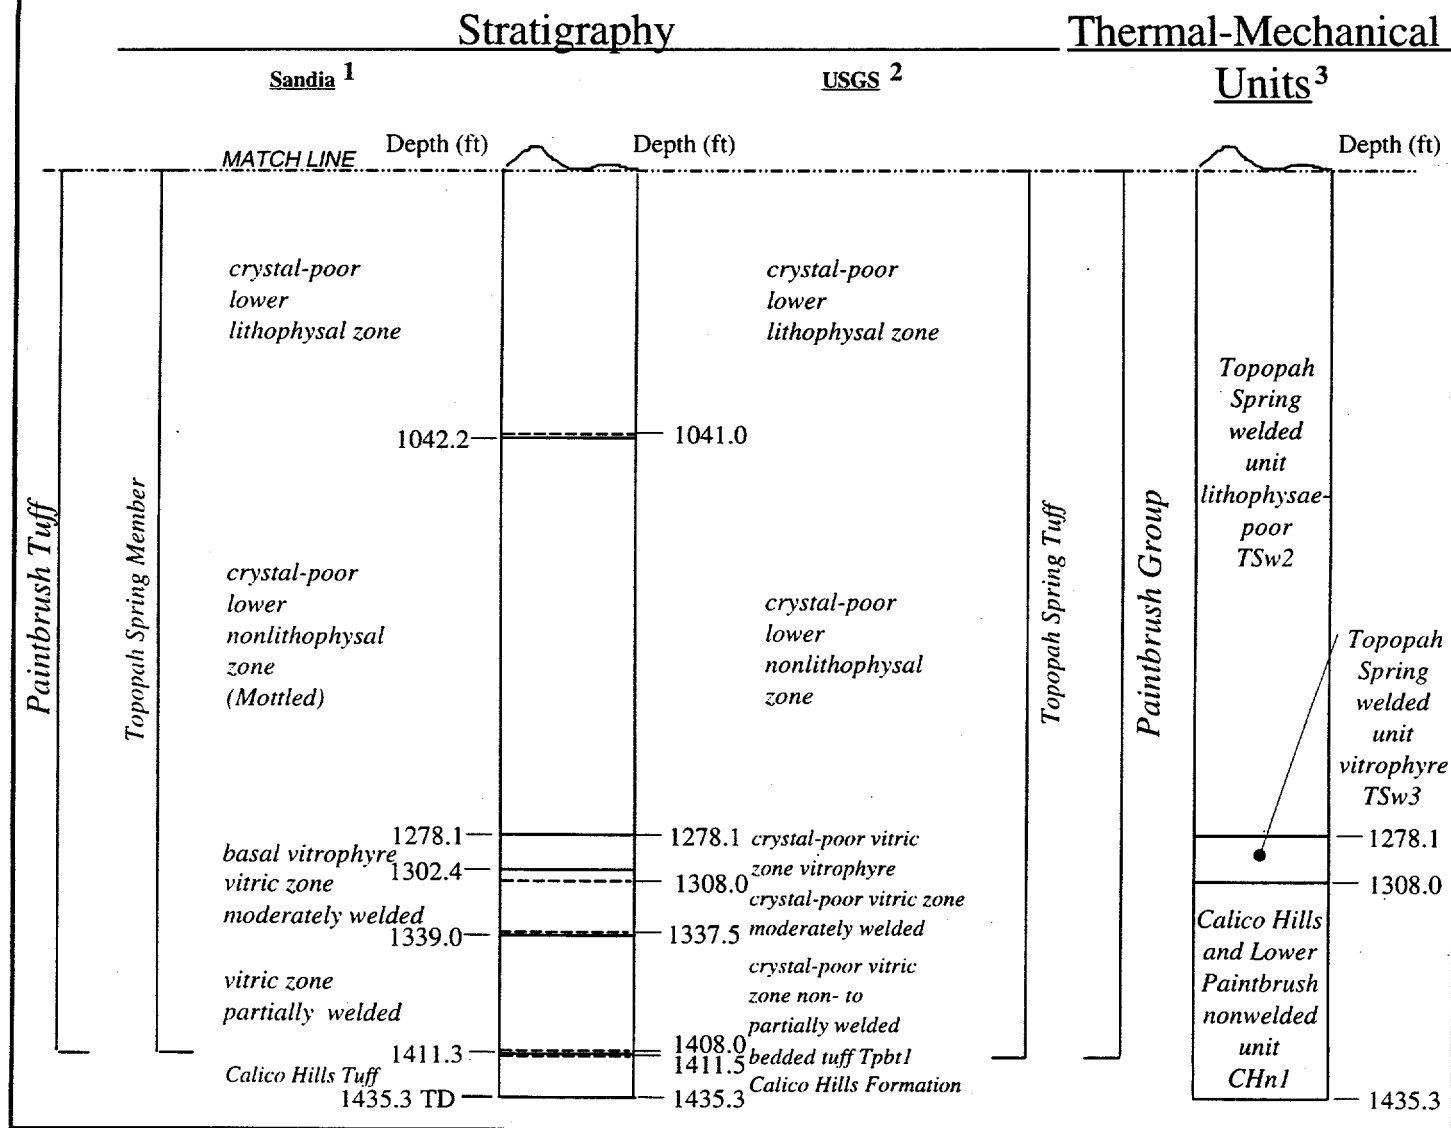 Stratigraphy
Thermal-Mechanical
Units3
Sandia 1
USGS 2
MATCH LINE
Depth (ft)
Depth (ft)
Depth (ft)
Paintbrush Tuff
Topopah Spring Member
crystal-poor
lower
lithophysal zone
1042.2
crystal-poor
lower
nonlithophysal
zone
(Mottled)
1278.1
basal vitrophyre
1302.4
vitric zone
moderately welded
1339.0
vitric zone
partially welded
1411.3
Calico Hills Tuff
1435.3 TD
crystal-poor
lower
lithophysal zone
1041.0
crystal-poor
lower
nonlithophysal
zone
1278.1
crystal-poor vitric
zone vitrophyre
1308.0
crystal-poor vitric zone
moderately welded
1337.5
crystal-poor vitric
zone non- to
partially welded
1408.0
bedded tuff Tpbt1
1411.5
Calico Hills Formation
1435.3
Topopah Spring Tuff
Paintbrush Group
Topopah
Spring
welded
unit
lithophysae-
poor
TSw2
Topopah
Spring
welded
unit
vitrophyre
TSw3
1278.1
1308.0
Calico Hills
and Lower
Paintbrush
nonwelded
unit
CHn1
1435.3